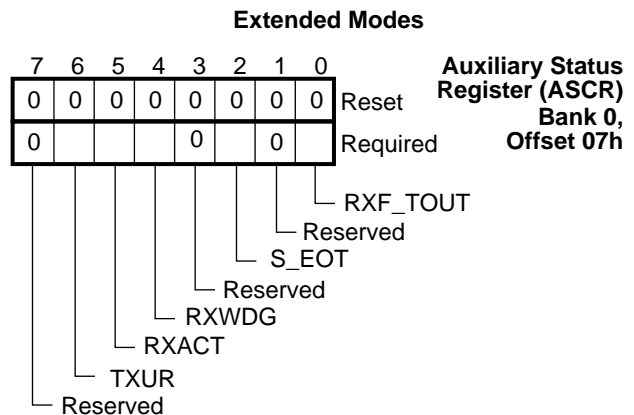 Extended Modes
7 6 5 4 3 2 1 0
0 0 0 0 0 0 0 0 Reset
0 0 0 Required
Auxiliary Status
Register (ASCR)
Bank 0,
Offset 07h
RXF_TOUT
Reserved
S_EOT
Reserved
RXWDG
RXACT
TXUR
Reserved